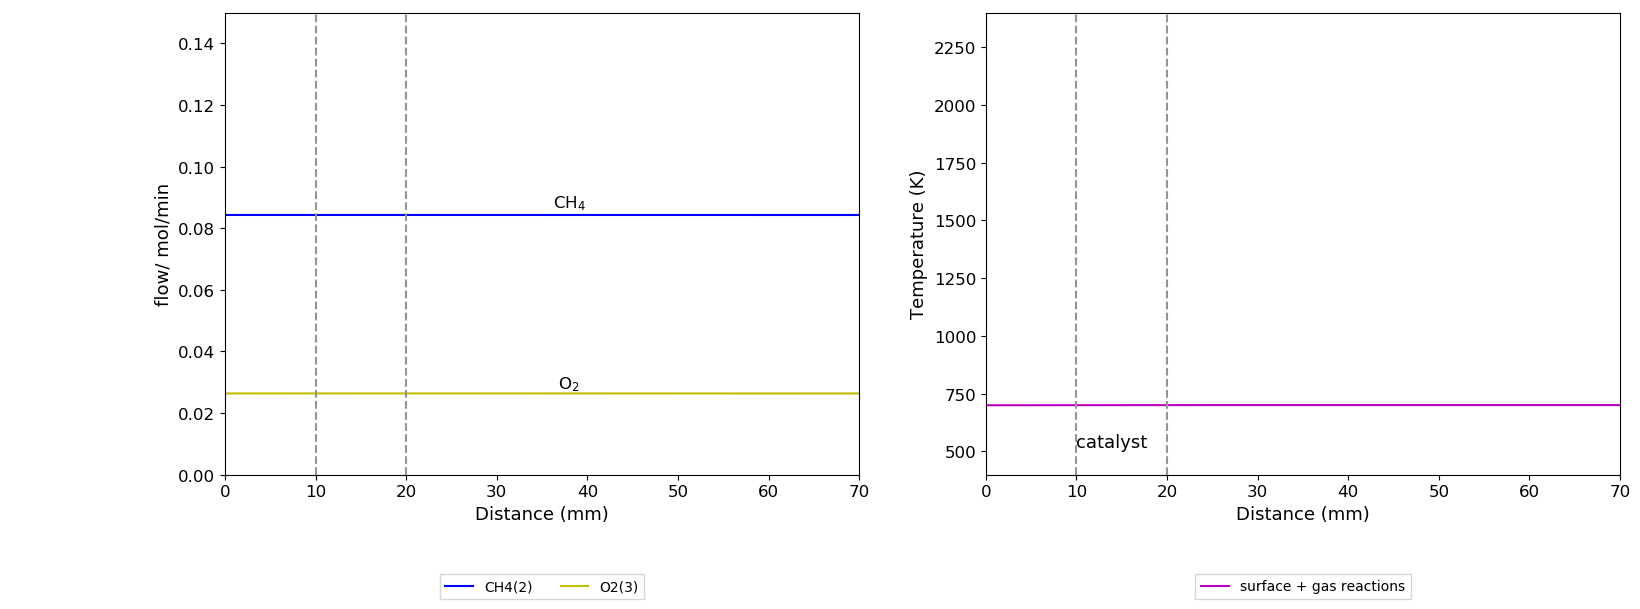 0.14
0.12
0.10
0.08
0.06
0.04
0.02
0.00
flow/ mol/min
CH₄
O₂
0 10 20 30 40 50 60 70
Distance (mm)
CH4(2) O2(3)
2250
2000
1750
1500
1250
1000
750
500
Temperature (K)
catalyst
0 10 20 30 40 50 60 70
Distance (mm)
surface + gas reactions